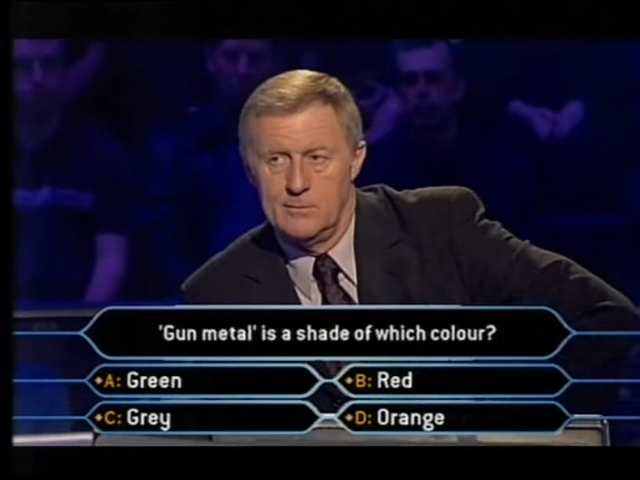 'Gun metal' is a shade of which colour?
A: Green
B: Red
C: Grey
D: Orange